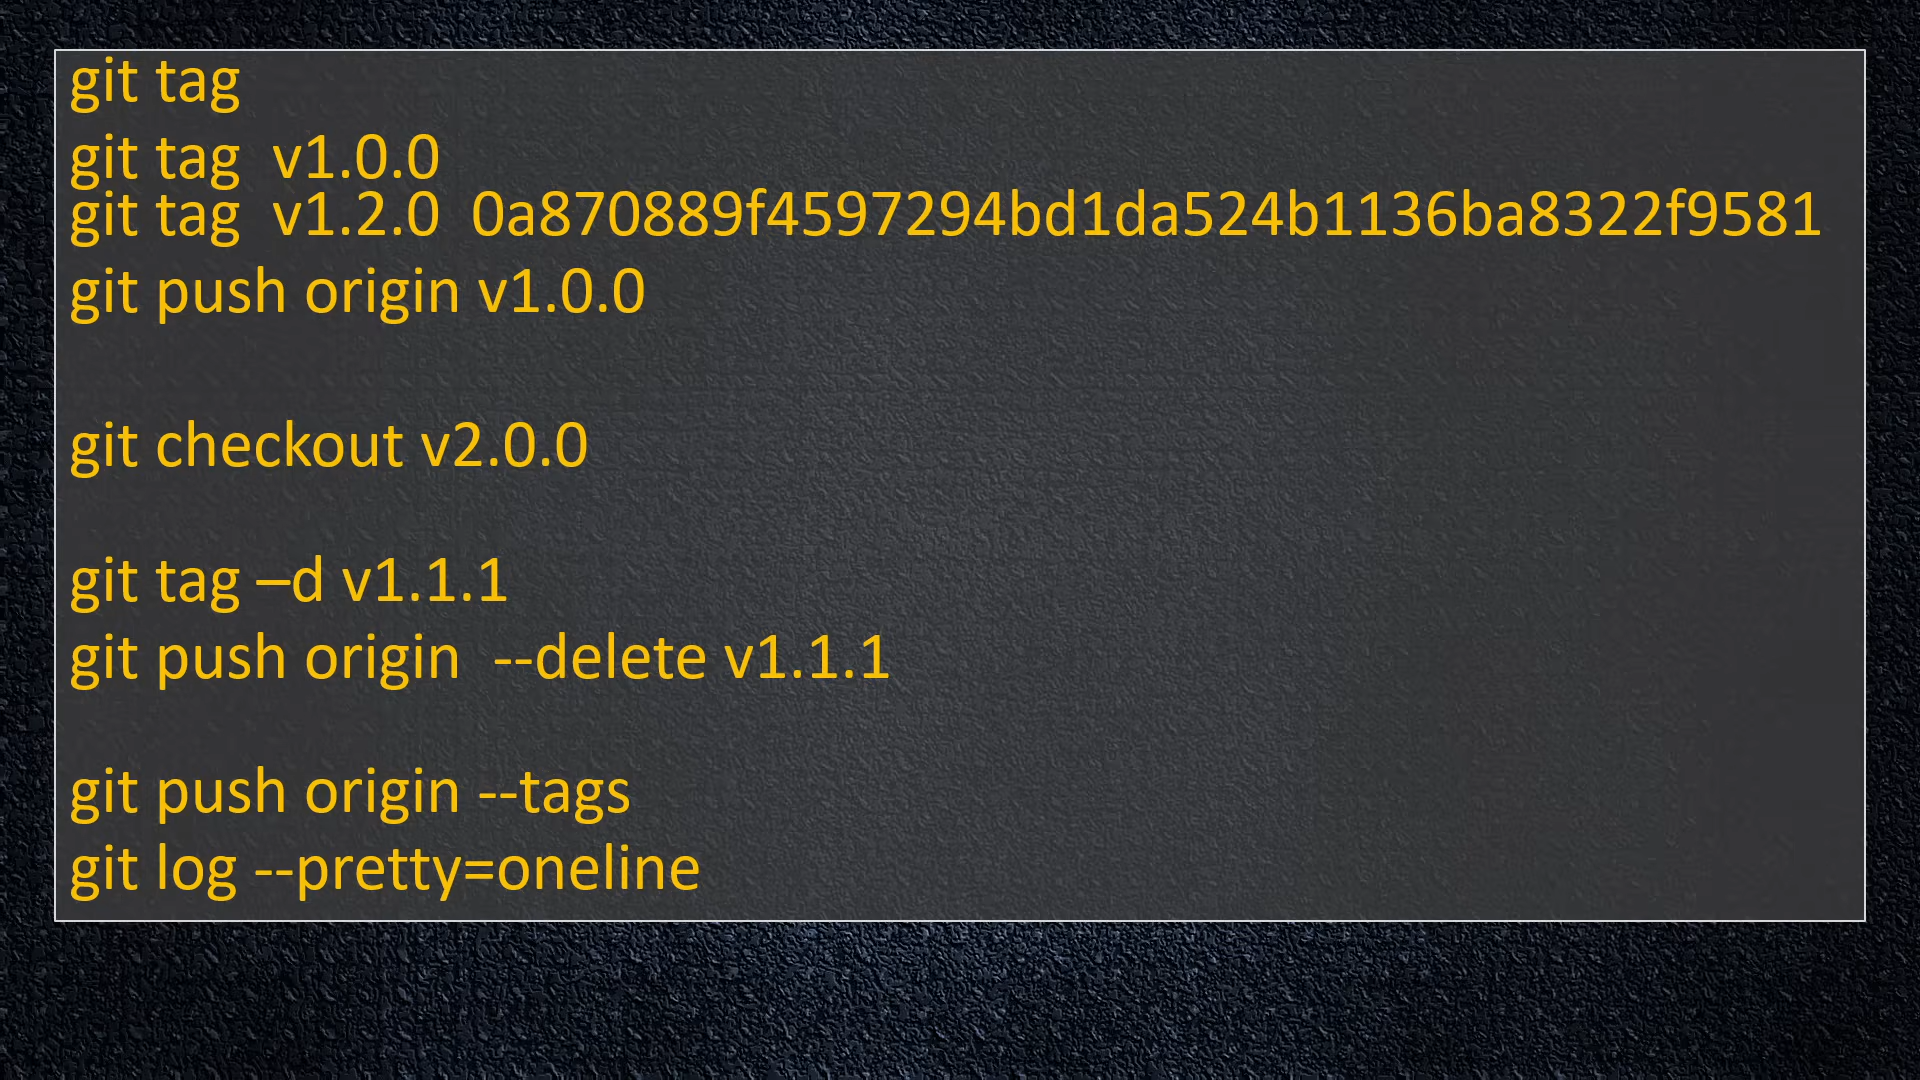 git tag
git tag  v1.0.0
git tag  v1.2.0  0a870889f4597294bd1da524b1136ba8322f9581
git push origin v1.0.0
git checkout v2.0.0
git tag –d v1.1.1
git push origin  --delete v1.1.1
git push origin --tags
git log --pretty=oneline